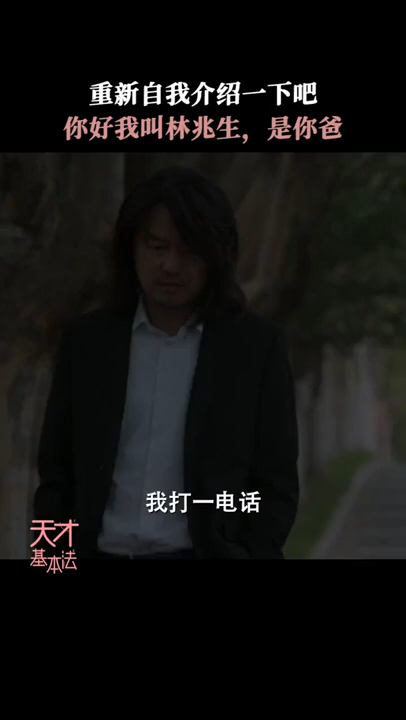 重新自我介绍一下吧
你好我叫林兆生，是你爸
我打一电话
天才
基本法